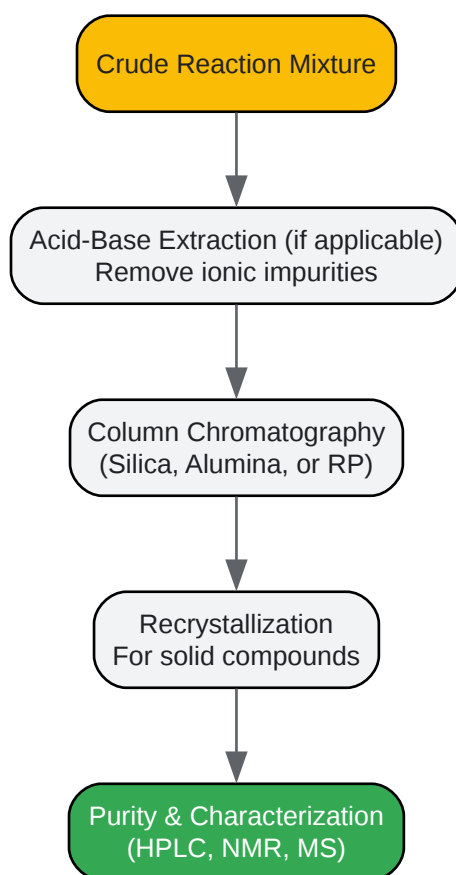 Crude Reaction Mixture
Acid-Base Extraction (if applicable)
Remove ionic impurities
Column Chromatography
(Silica, Alumina, or RP)
Recrystallization
For solid compounds
Purity & Characterization
(HPLC, NMR, MS)